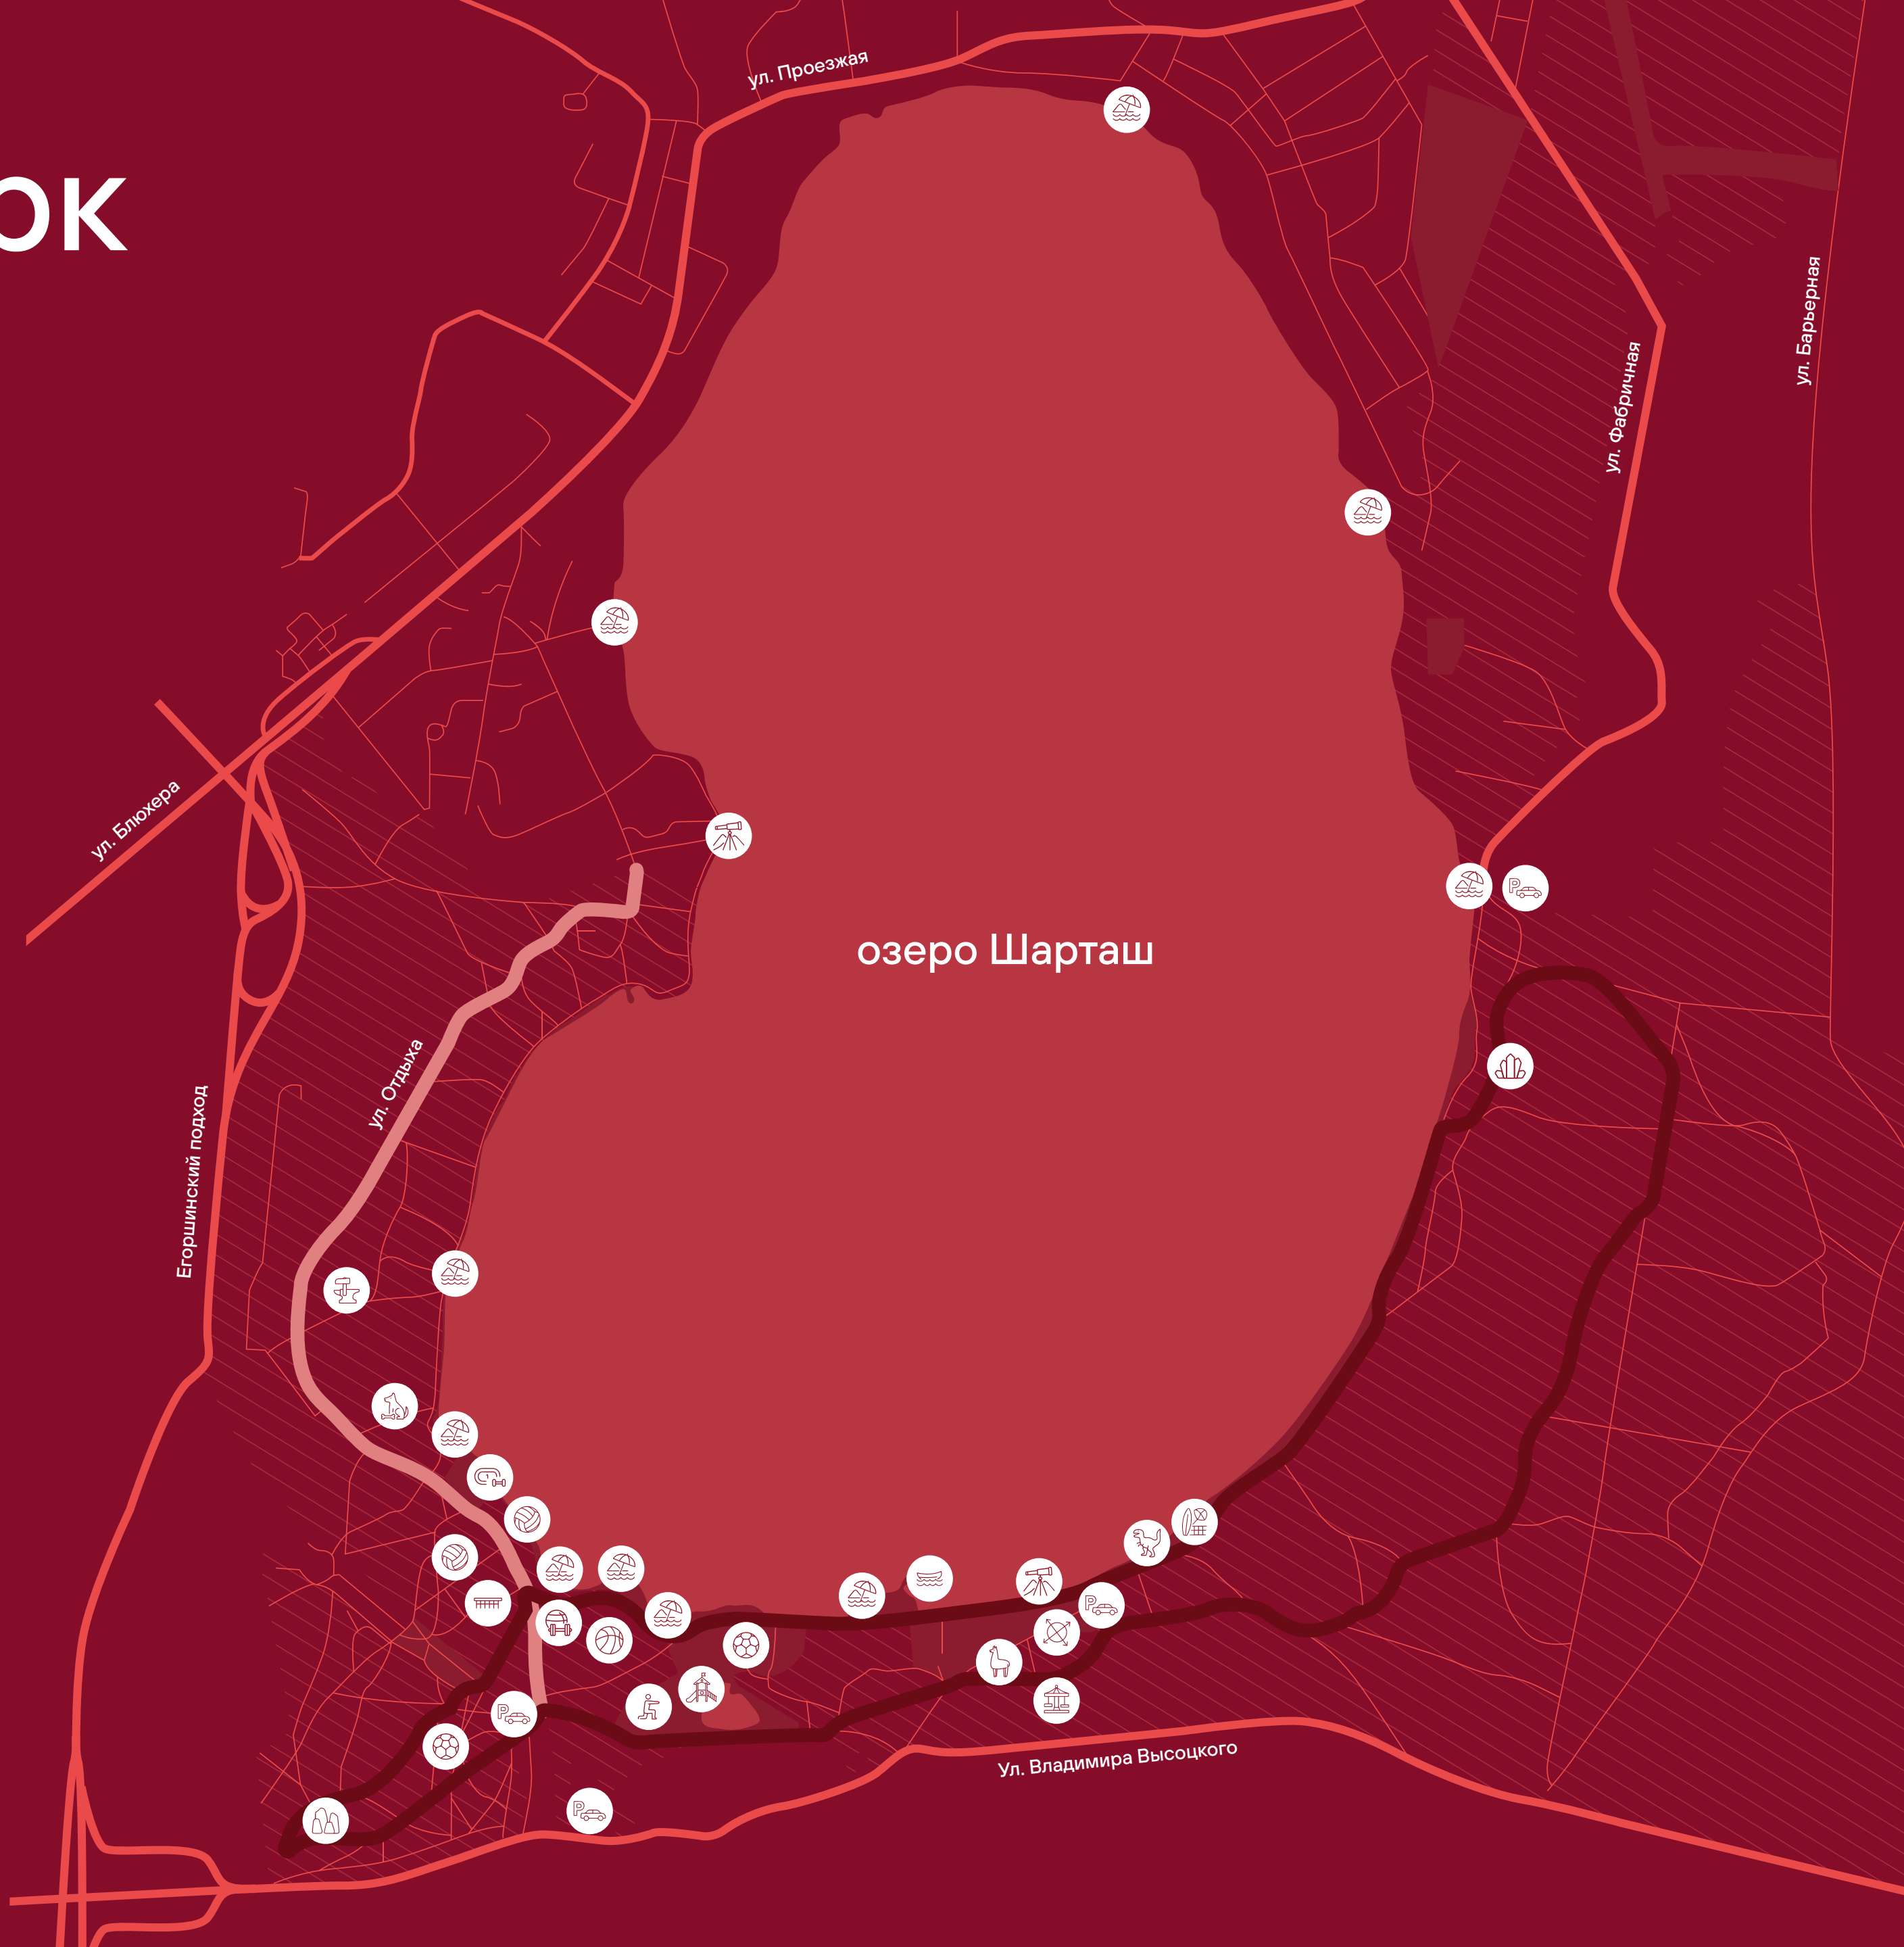 ул. Проезжая
ок
ул. Барьерная
ул. Фабричная
ул. Блюхера
озеро Шарташ
ул. Отдыха
Егоршинский подход
P
P
P
P
Ул. Владимира Высоцкого